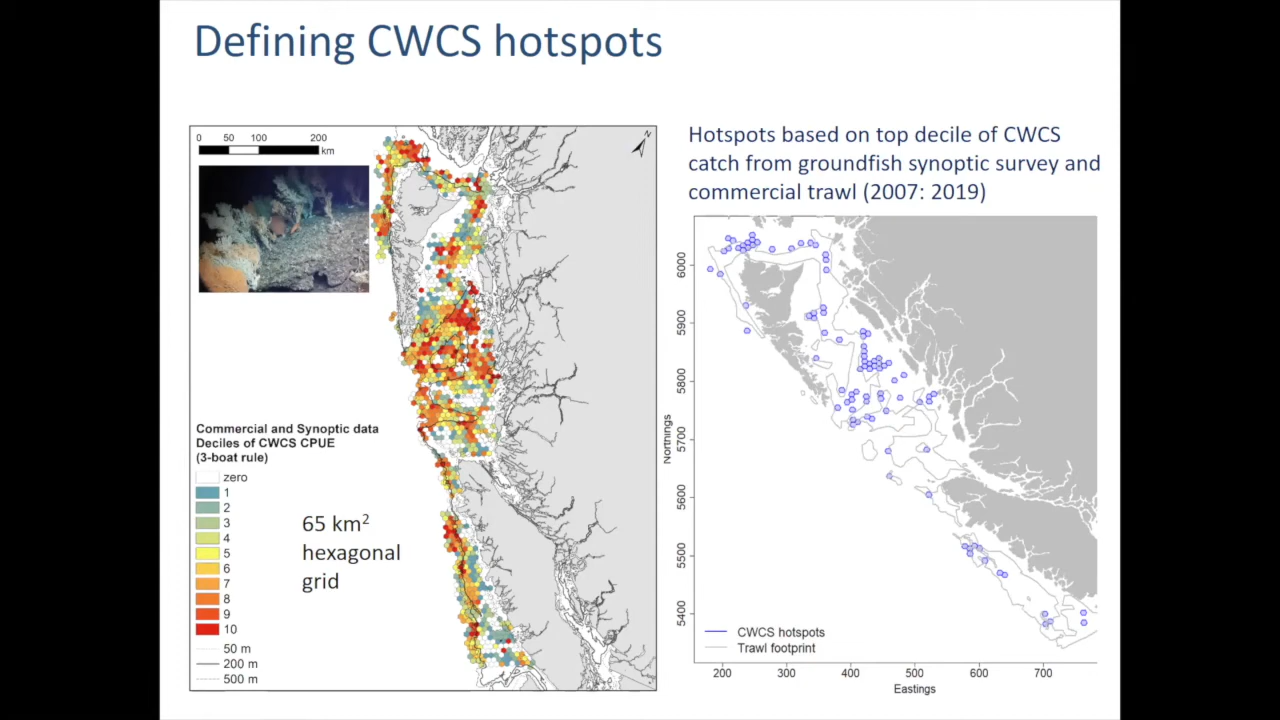 Defining CWCS hotspots
0 50 100 200
km
N
Commercial and Synoptic data
Deciles of CWCS CPUE
(3-boat rule)
zero
1
2
3
4
5
6
7
8
9
10
50 m
200 m
500 m
65 km²
hexagonal
grid
Hotspots based on top decile of CWCS
catch from groundfish synoptic survey and
commercial trawl (2007: 2019)
Northings
6000
5900
5800
5700
5600
5500
5400
CWCS hotspots
Trawl footprint
200 300 400 500 600 700
Eastings